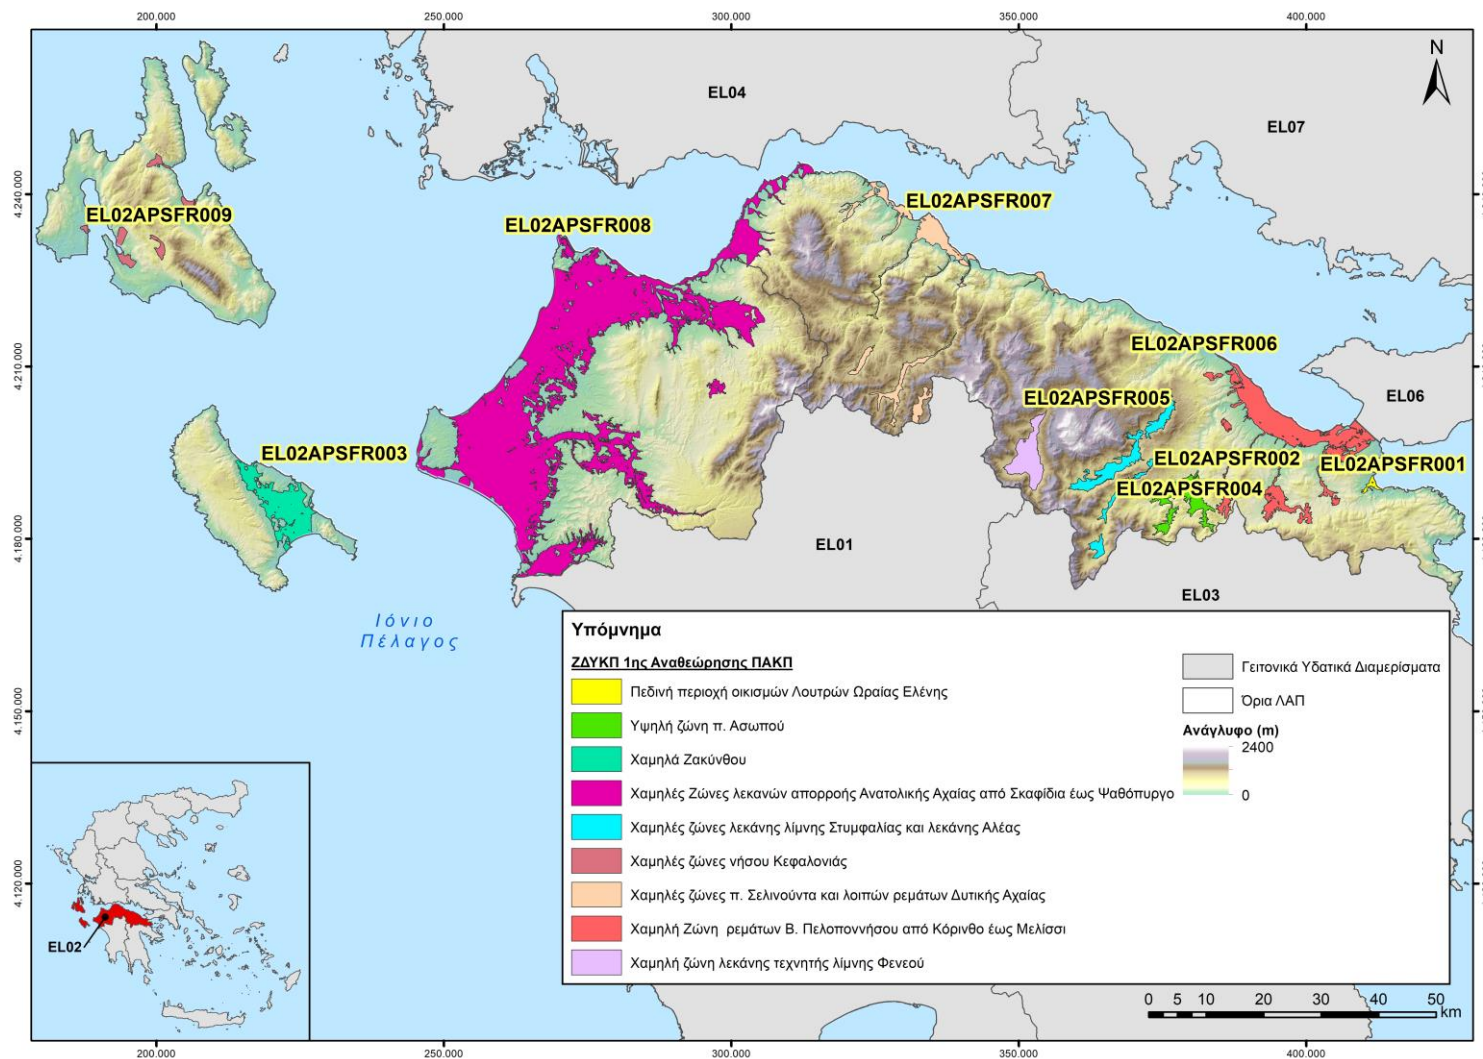 200.000
250.000
300.000
350.000
400.000
N
EL04
EL07
4.240.000
EL02APSFR009
EL02APSFR008
EL02APSFR007
4.210.000
EL02APSFR006
EL06
EL02APSFR005
EL02APSFR003
EL02APSFR002
EL02APSFR001
EL02APSFR004
4.180.000
EL01
EL03
Ιόνιο
Πέλαγος
Υπόμνημα
ΖΔΥΚΠ 1ης Αναθεώρησης ΠΑΚΠ
Πεδινή περιοχή οικισμών Λουτρών Ωραίας Ελένης
Υψηλή ζώνη π. Ασωπού
Χαμηλά Ζακύνθου
Χαμηλές Ζώνες λεκανών απορροής Ανατολικής Αχαίας από Σκαφίδια έως Ψαθόπυργο
Χαμηλές ζώνες λεκάνης λίμνης Στυμφαλίας και λεκάνης Αλέας
Χαμηλές ζώνες νήσου Κεφαλονιάς
Χαμηλές ζώνες π. Σελινούντα και λοιπών ρεμάτων Δυτικής Αχαίας
Χαμηλή Ζώνη ρεμάτων Β. Πελοποννήσου από Κόρινθο έως Μελίσσι
Χαμηλή ζώνη λεκάνης τεχνητής λίμνης Φενεού
Γειτονικά Υδατικά Διαμερίσματα
Όρια ΛΑΠ
Ανάγλυφο (m)
2400
0
4.150.000
4.120.000
EL02
0 5 10 20 30 40 50
km
200.000
250.000
300.000
350.000
400.000